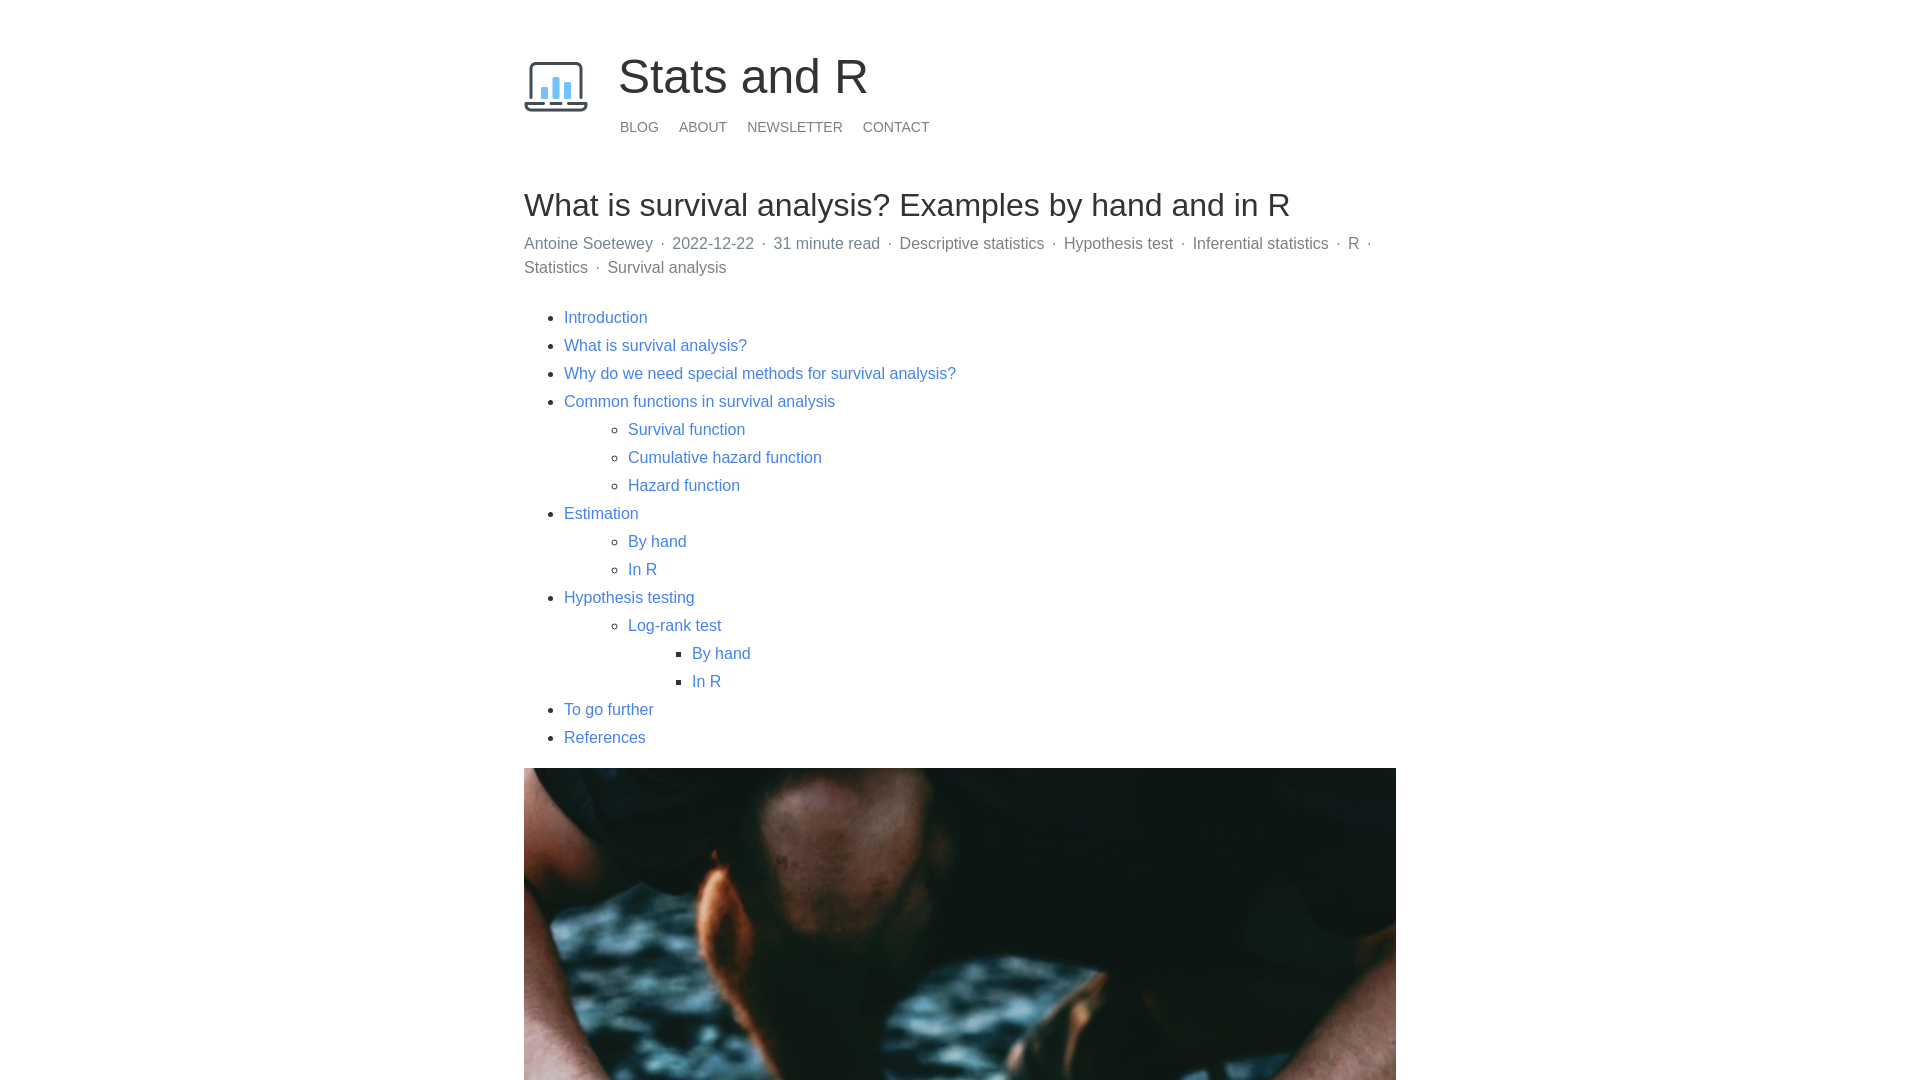 Stats and R
BLOG ABOUT NEWSLETTER CONTACT
What is survival analysis? Examples by hand and in R
Antoine Soetewey · 2022-12-22 · 31 minute read · Descriptive statistics · Hypothesis test · Inferential statistics · R ·
Statistics · Survival analysis
Introduction
What is survival analysis?
Why do we need special methods for survival analysis?
Common functions in survival analysis
Survival function
Cumulative hazard function
Hazard function
Estimation
By hand
In R
Hypothesis testing
Log-rank test
By hand
In R
To go further
References